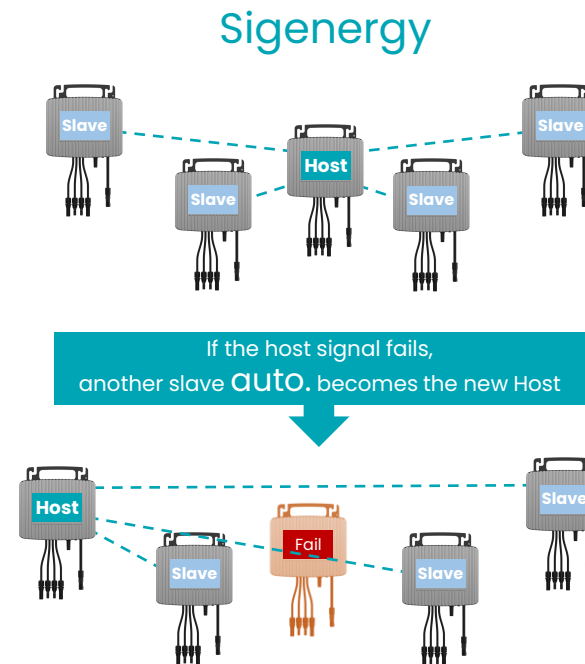 Sigenergy
Slave
Slave
Host
Slave
Slave
If the host signal fails,
another slave auto. becomes the new Host
Host
Slave
Fail
Slave
Slave